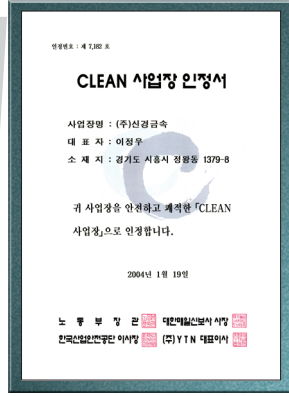 인정번호 : 제 7,182 호
CLEAN 사업장 인정서
사업장명 : (주)신경금속
대 표 자 : 이정우
소 재 지 : 경기도 시흥시 정왕동 1379-8
귀 사업장을 안전하고 쾌적한 「CLEAN
사업장」으로 인정합니다.
2004년 1월 19일
노 동 부 장 관 대한매일신보사 사장
한국산업안전공단 이사장 (주) Y T N 대표이사